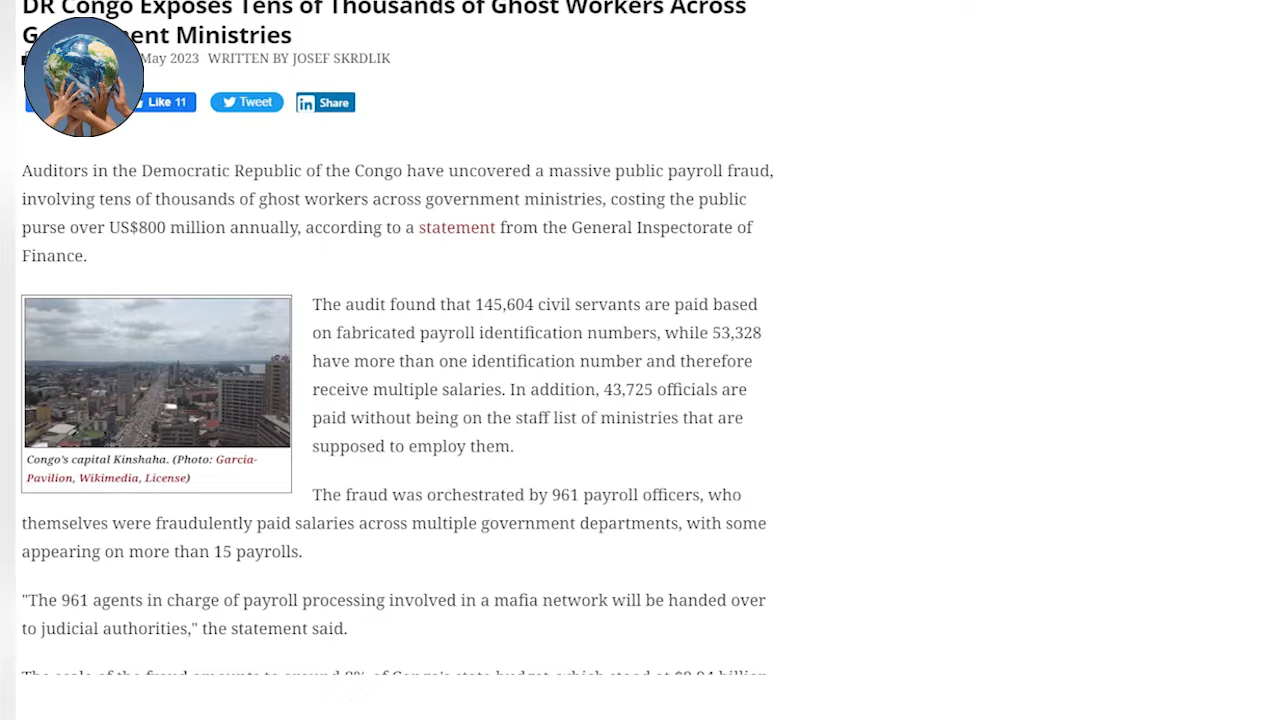 DR Congo Exposes Tens of Thousands of Ghost Workers Across
Ministries
May 2023 WRITTEN BY JOSEF SKRDLIK
Like 11 Tweet Share
Auditors in the Democratic Republic of the Congo have uncovered a massive public payroll fraud,
involving tens of thousands of ghost workers across government ministries, costing the public
purse over US$800 million annually, according to a statement from the General Inspectorate of
Finance.
The audit found that 145,604 civil servants are paid based
on fabricated payroll identification numbers, while 53,328
have more than one identification number and therefore
receive multiple salaries. In addition, 43,725 officials are
paid without being on the staff list of ministries that are
supposed to employ them.
Congo's capital Kinshaha. (Photo: Garcia-
Pavilion, Wikimedia, License)
The fraud was orchestrated by 961 payroll officers, who
themselves were fraudulently paid salaries across multiple government departments, with some
appearing on more than 15 payrolls.
"The 961 agents in charge of payroll processing involved in a mafia network will be handed over
to judicial authorities," the statement said.